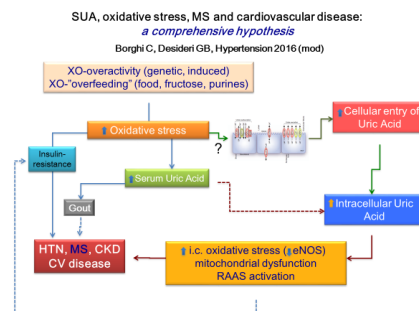 SUA, oxidative stress, MS and cardiovascular disease:
a comprehensive hypothesis
Borghi C, Desideri GB, Hypertension 2016 (mod)
XO-overactivity (genetic, induced)
XO-"overfeeding" (food, fructose, purines)
Cellular entry of
Uric Acid
Oxidative stress
?
Insulin-
resistance
Serum Uric Acid
Gout
Intracellular Uric
Acid
HTN, MS, CKD
CV disease
i.c. oxidative stress (eNOS)
mitochondrial dysfunction
RAAS activation